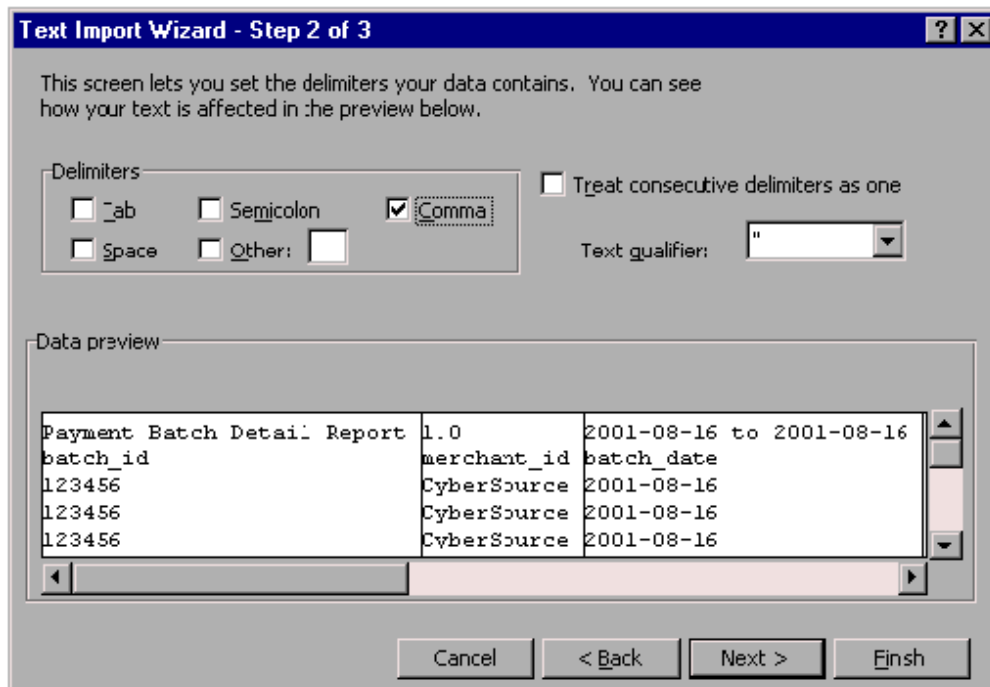 Text Import Wizard - Step 2 of 3
This screen lets you set the delimiters your data contains. You can see
how your text is affected in the preview below.
Delimiters
Tab
Semicolon
Comma
Treat consecutive delimiters as one
Space
Other:
Text qualifier: "
Data preview
Payment Batch Detail Report 1.0 2001-08-16 to 2001-08-16
batch_id merchant_id batch_date
123456 CyberSource 2001-08-16
123456 CyberSource 2001-08-16
123456 CyberSource 2001-08-16
Cancel
< Back
Next >
Finsh